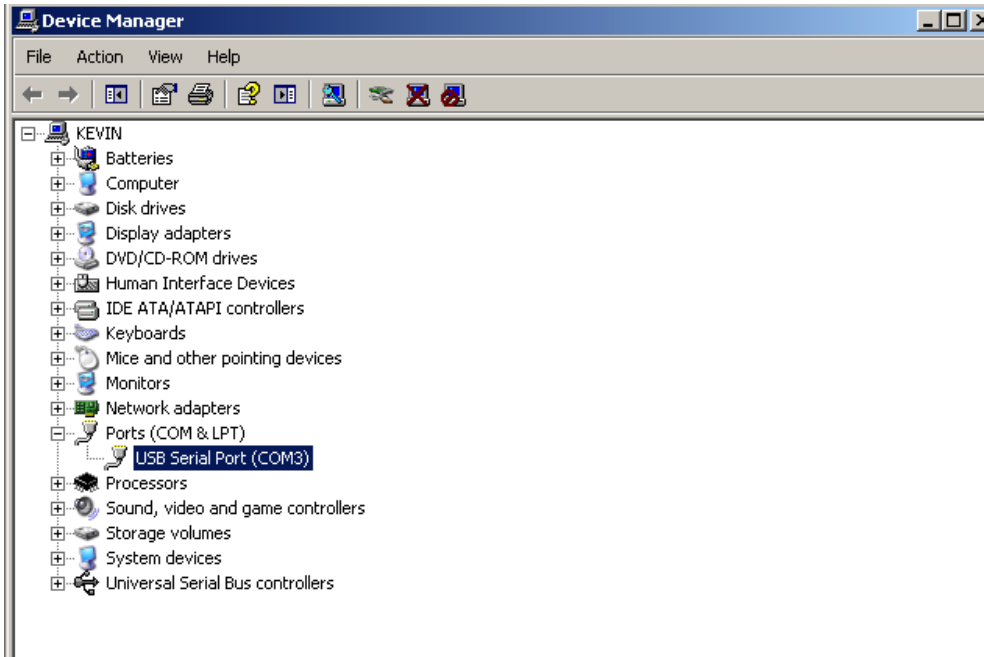 Device Manager
File Action View Help
KEVIN
Batteries
Computer
Disk drives
Display adapters
DVD/CD-ROM drives
Human Interface Devices
IDE ATA/ATAPI controllers
Keyboards
Mice and other pointing devices
Monitors
Network adapters
Ports (COM & LPT)
USB Serial Port (COM3)
Processors
Sound, video and game controllers
Storage volumes
System devices
Universal Serial Bus controllers